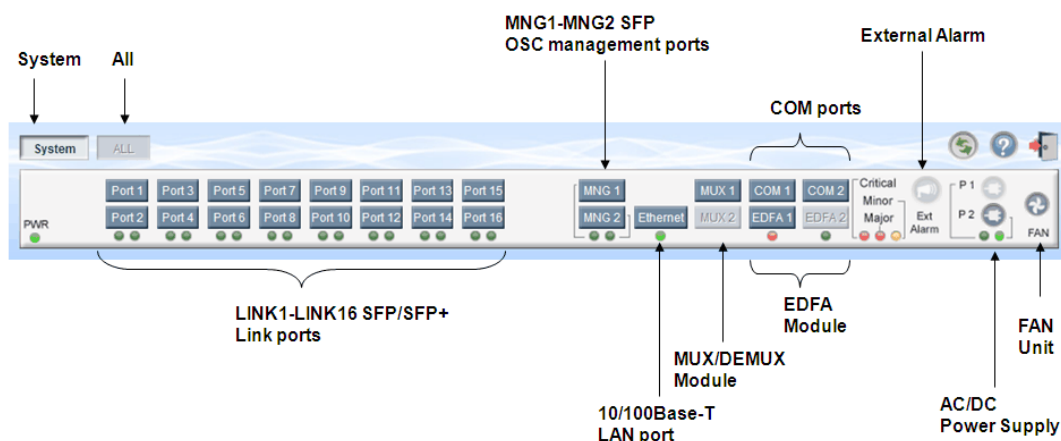 MNG1-MNG2 SFP
OSC management ports
External Alarm
System
All
COM ports
System
ALL
Port 1
Port 3
Port 5
Port 7
Port 9
Port 11
Port 13
Port 15
MNG 1
MUX 1
COM 1
COM 2
Critical
Minor
Major
P 1
Port 2
Port 4
Port 6
Port 8
Port 10
Port 12
Port 14
Port 16
MNG 2
Ethernet
MUX 2
EDFA 1
EDFA 2
Ext
Alarm
P 2
PWR
FAN
LINK1-LINK16 SFP/SFP+
Link ports
EDFA
Module
MUX/DEMUX
Module
FAN
Unit
10/100Base-T
LAN port
AC/DC
Power Supply